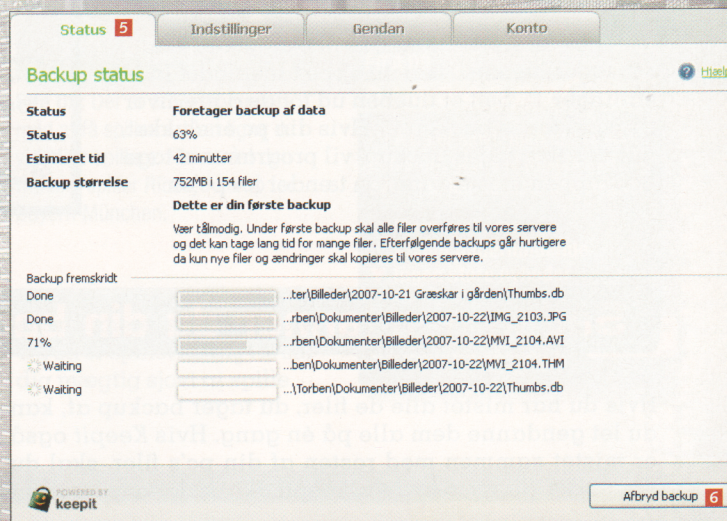 Status 5 Indstillinger Gendan Konto
Backup status
Status Foretager backup af data
Status 63%
Estimeret tid 42 minutter
Backup størrelse 752MB i 154 filer
Dette er din første backup
Vær tålmodig. Under første backup skal alle filer overføres til vores servere
og det kan tage lang tid for mange filer. Efterfølgende backups går hurtigere
da kun nye filer og ændringer skal kopieres til vores servere.
Backup fremskridt
Done ...ter\Billeder\2007-10-21 Græskar i gården\Thumbs.db
Done ...rben\Dokumenter\Billeder\2007-10-22\IMG_2103.JPG
71% ...rben\Dokumenter\Billeder\2007-10-22\MVI_2104.AVI
Waiting ...ben\Dokumenter\Billeder\2007-10-22\MVI_2104.THM
Waiting ...\Torben\Dokumenter\Billeder\2007-10-22\Thumbs.db
POWERED BY
keepit
Afbryd backup 6